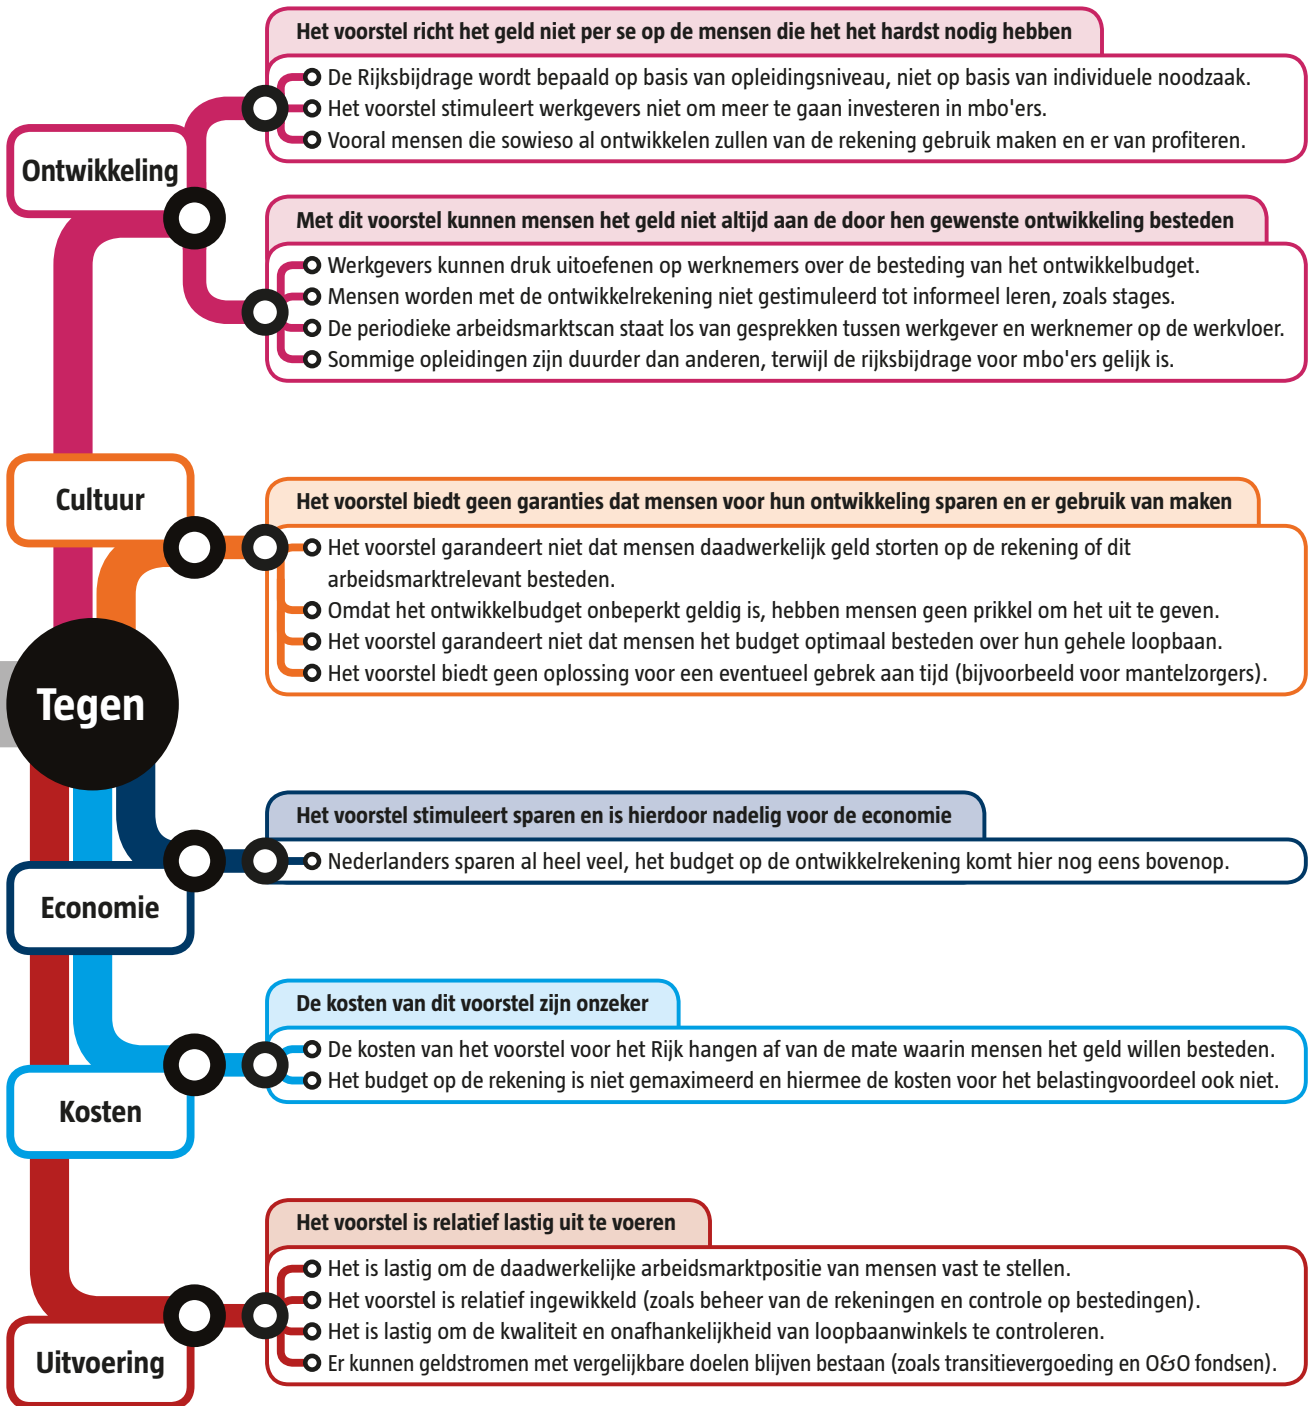 Het voorstel richt het geld niet per se op de mensen die het het hardst nodig hebben
De Rijksbijdrage wordt bepaald op basis van opleidingsniveau, niet op basis van individuele noodzaak.
Het voorstel stimuleert werkgevers niet om meer te gaan investeren in mbo'ers.
Vooral mensen die sowieso al ontwikkelen zullen van de rekening gebruik maken en er van profiteren.
Ontwikkeling
Met dit voorstel kunnen mensen het geld niet altijd aan de door hen gewenste ontwikkeling besteden
Werkgevers kunnen druk uitoefenen op werknemers over de besteding van het ontwikkelbudget.
Mensen worden met de ontwikkelrekening niet gestimuleerd tot informeel leren, zoals stages.
De periodieke arbeidsmarktscan staat los van gesprekken tussen werkgever en werknemer op de werkvloer.
Sommige opleidingen zijn duurder dan anderen, terwijl de rijksbijdrage voor mbo'ers gelijk is.
Cultuur
Het voorstel biedt geen garanties dat mensen voor hun ontwikkeling sparen en er gebruik van maken
Het voorstel garandeert niet dat mensen daadwerkelijk geld storten op de rekening of dit
arbeidsmarktrelevant besteden.
Omdat het ontwikkelbudget onbeperkt geldig is, hebben mensen geen prikkel om het uit te geven.
Het voorstel garandeert niet dat mensen het budget optimaal besteden over hun gehele loopbaan.
Het voorstel biedt geen oplossing voor een eventueel gebrek aan tijd (bijvoorbeeld voor mantelzorgers).
Tegen
Het voorstel stimuleert sparen en is hierdoor nadelig voor de economie
Nederlanders sparen al heel veel, het budget op de ontwikkelrekening komt hier nog eens bovenop.
Economie
De kosten van dit voorstel zijn onzeker
De kosten van het voorstel voor het Rijk hangen af van de mate waarin mensen het geld willen besteden.
Het budget op de rekening is niet gemaximeerd en hiermee de kosten voor het belastingvoordeel ook niet.
Kosten
Het voorstel is relatief lastig uit te voeren
Het is lastig om de daadwerkelijke arbeidsmarktpositie van mensen vast te stellen.
Het voorstel is relatief ingewikkeld (zoals beheer van de rekeningen en controle op bestedingen).
Het is lastig om de kwaliteit en onafhankelijkheid van loopbaanwinkels te controleren.
Er kunnen geldstromen met vergelijkbare doelen blijven bestaan (zoals transitievergoeding en O&O fondsen).
Uitvoering